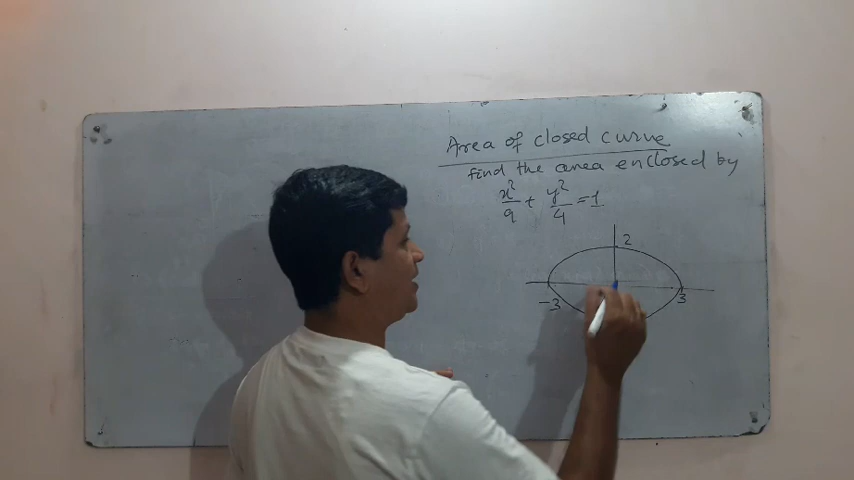 Area of closed curve
find the area enclosed by
x²/9 + y²/4 = 1
2
-3
3